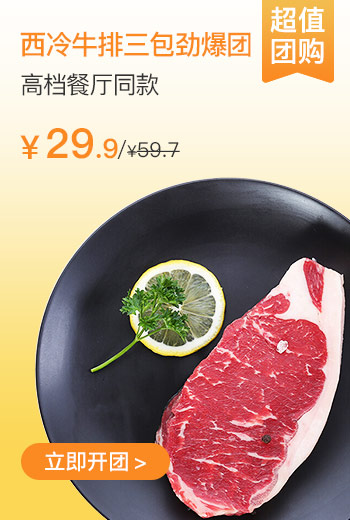 超值
团购
西冷牛排三包劲爆团
高档餐厅同款
¥ 29.9/¥59.7
立即开团 >